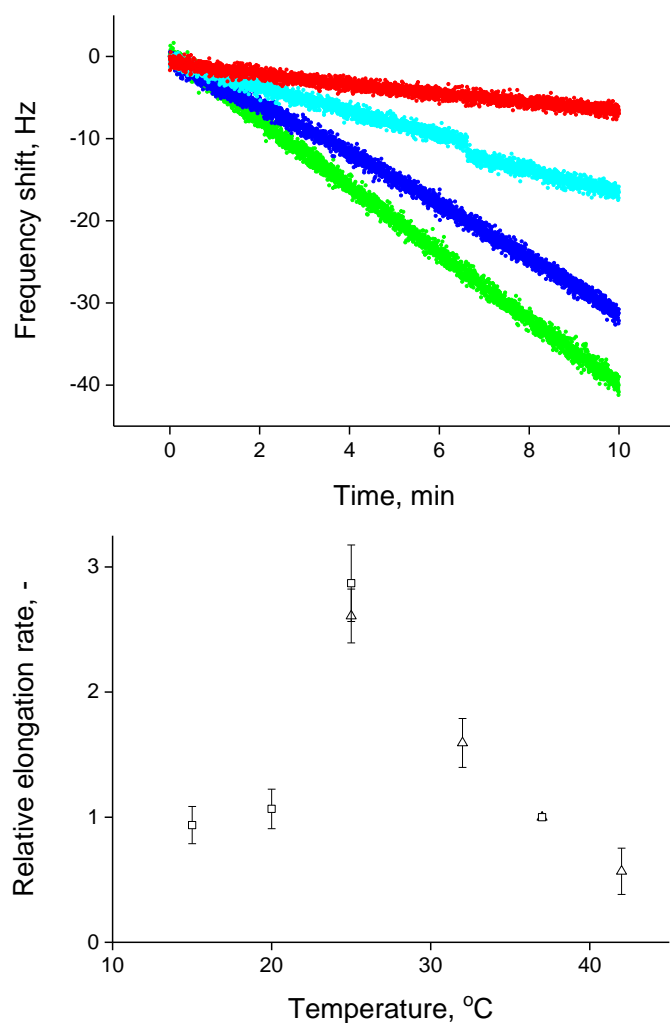 0
-10
-20
-30
-40
Frequency shift, Hz
0 2 4 6 8 10
Time, min
3
2
1
0
Relative elongation rate, -
10 20 30 40
Temperature, °C